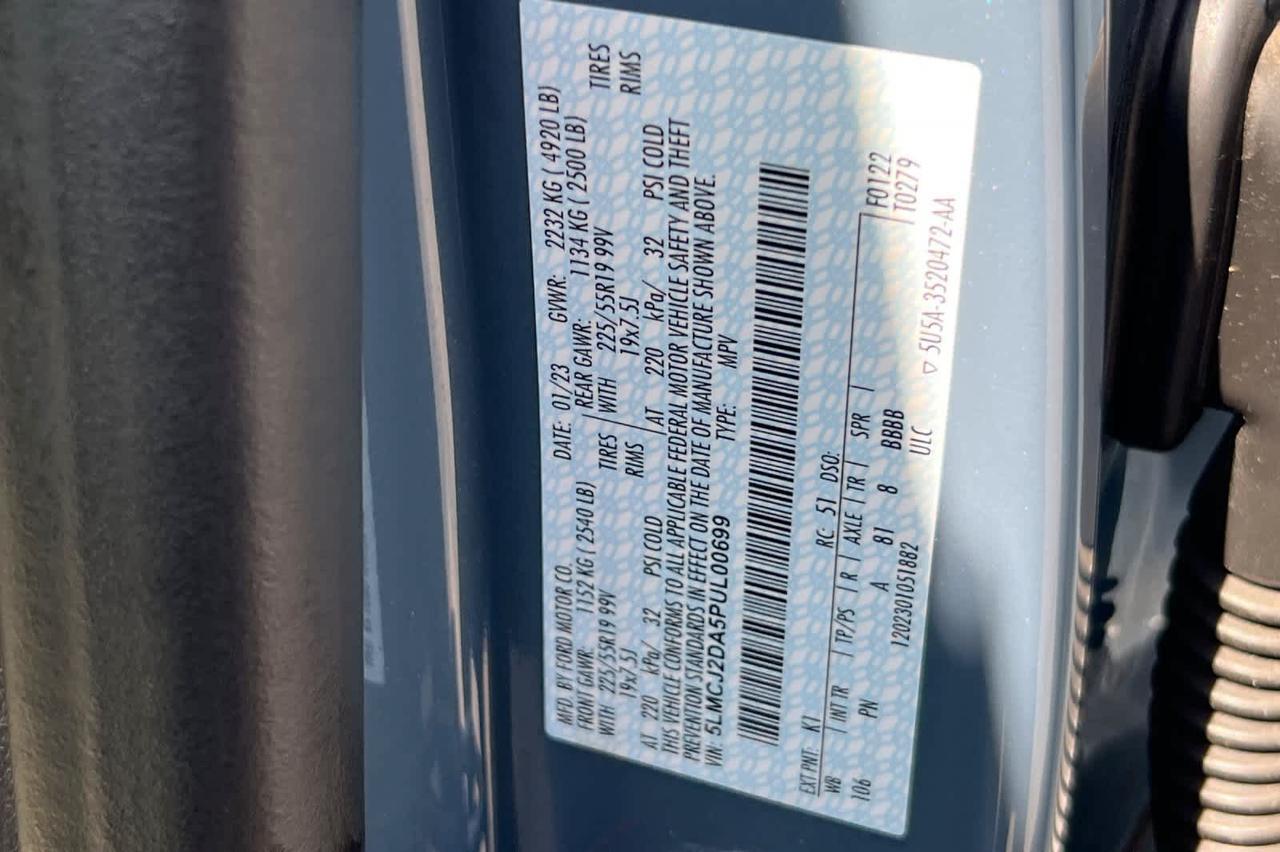 MFD. BY FORD MOTOR CO. DATE: 01/23 GVWR: 2232 KG ( 4920 LB)
FRONT GAWR: 1152 KG ( 2540 LB) REAR GAWR: 1134 KG ( 2500 LB)
WITH 225/55R19 99V TIRES WITH 225/55R19 99V TIRES
19x7.5J RIMS 19x7.5J RIMS
AT 220 kPa/ 32 PSI COLD AT 220 kPa/ 32 PSI COLD
THIS VEHICLE CONFORMS TO ALL APPLICABLE FEDERAL MOTOR VEHICLE SAFETY AND THEFT
PREVENTION STANDARDS IN EFFECT ON THE DATE OF MANUFACTURE SHOWN ABOVE.
VIN: 5LMCJ2DA5PUL00699 TYPE: MPV
EXT PNT: K1 RC: 51 DSO:
WB INT TR TP/PS R AXLE TR SPR F0122
106 PN A 81 8 BBBB T0279
120230105188​2 ULC
▽ 5U5A-3520472-AA